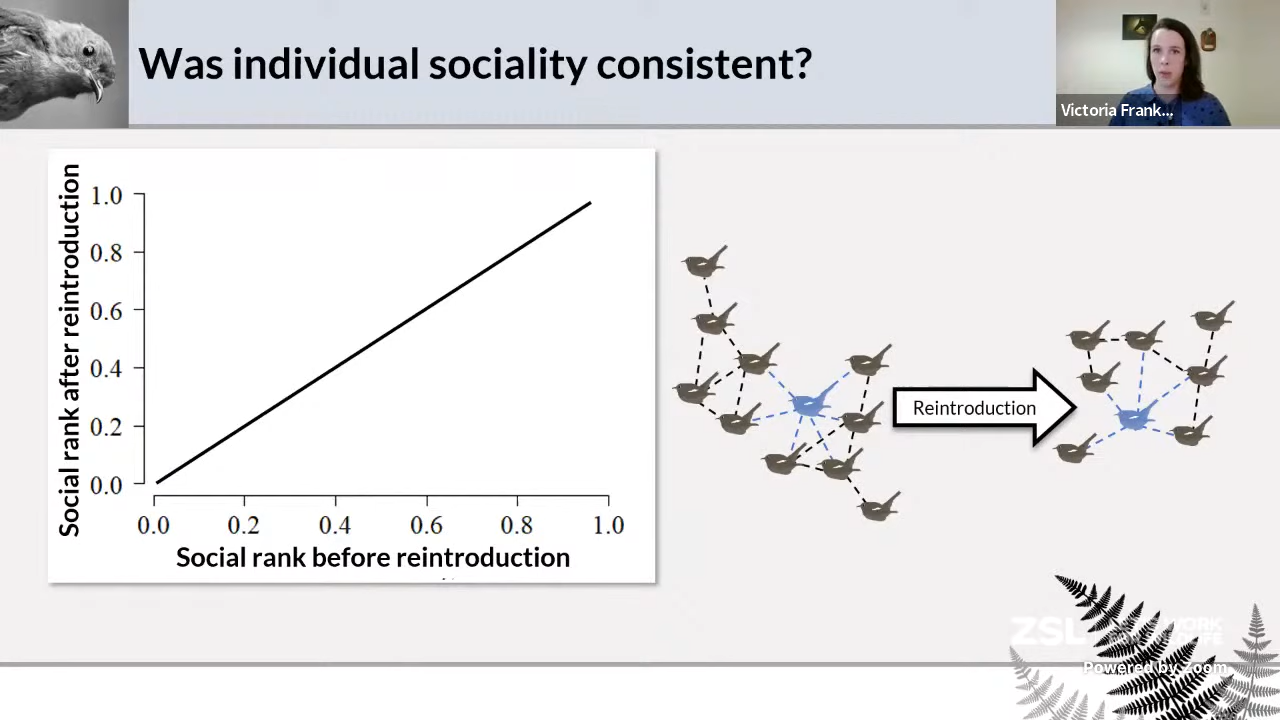 Was individual sociality consistent?
Victoria Frank...
Social rank after reintroduction
1.0
0.8
0.6
0.4
0.2
0.0
0.0 0.2 0.4 0.6 0.8 1.0
Social rank before reintroduction
Reintroduction
ZSL
Powered by Zoom